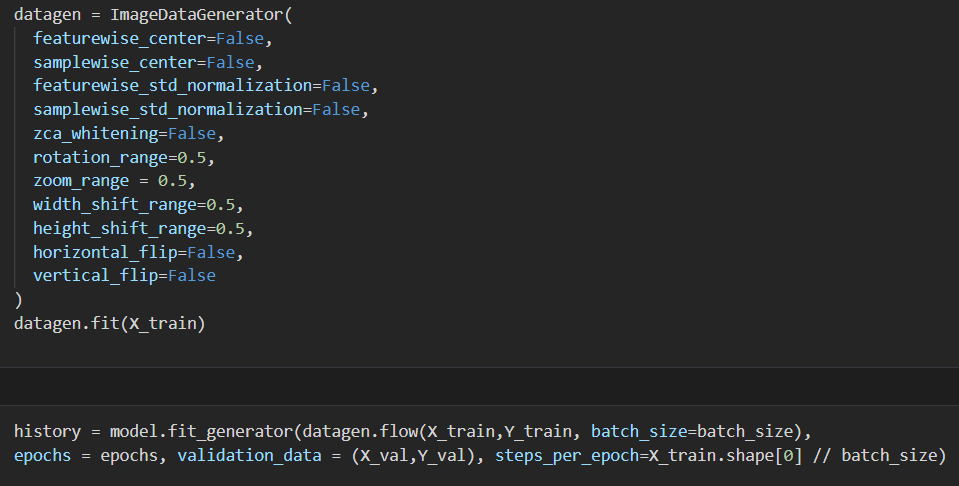 datagen = ImageDataGenerator(
featurewise_center=False,
samplewise_center=False,
featurewise_std_normalization=False,
samplewise_std_normalization=False,
zca_whitening=False,
rotation_range=0.5,
zoom_range = 0.5,
width_shift_range=0.5,
height_shift_range=0.5,
horizontal_flip=False,
vertical_flip=False
)
datagen.fit(X_train)
history = model.fit_generator(datagen.flow(X_train,Y_train, batch_size=batch_size),
epochs = epochs, validation_data = (X_val,Y_val), steps_per_epoch=X_train.shape[0] // batch_size)